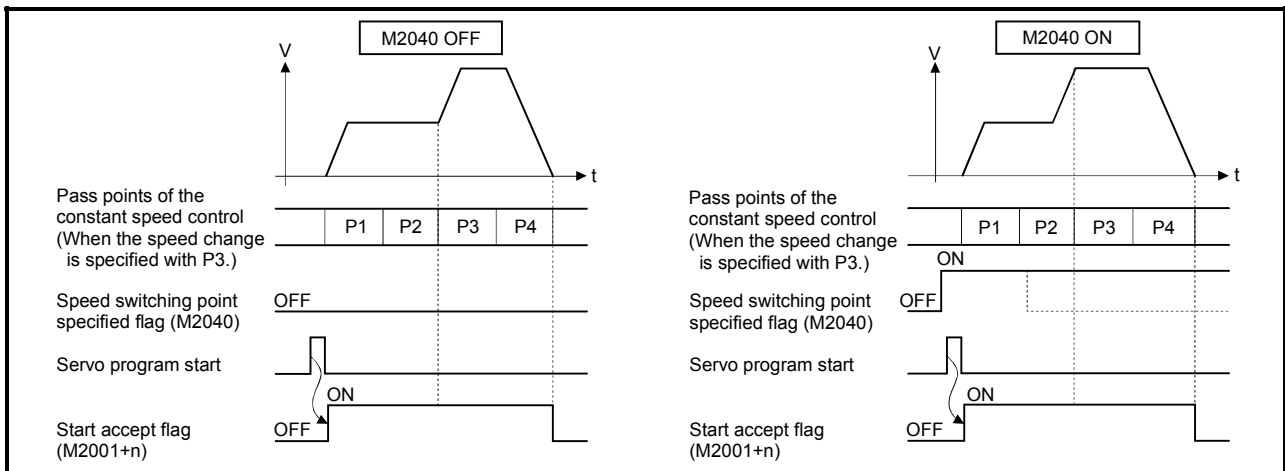 M2040 OFF
V
t
Pass points of the
constant speed control
(When the speed change
is specified with P3.)
P1 P2 P3 P4
Speed switching point
specified flag (M2040)
OFF
Servo program start
ON
Start accept flag
(M2001+n)
OFF
M2040 ON
V
t
Pass points of the
constant speed control
(When the speed change
is specified with P3.)
P1 P2 P3 P4
ON
Speed switching point
specified flag (M2040)
OFF
Servo program start
ON
Start accept flag
(M2001+n)
OFF